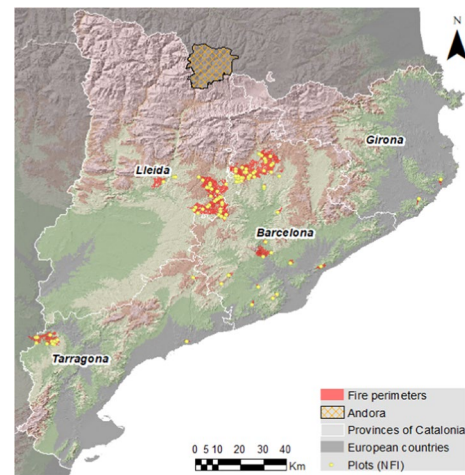 N
Girona
Lleida
Barcelona
Tarragona
Fire perimeters
Andora
Provinces of Catalonia
European countries
Plots (NFI)
0 5 10 20 30 40
Km